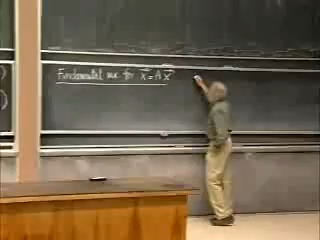 Fundamental mx for x⃗' = A x⃗